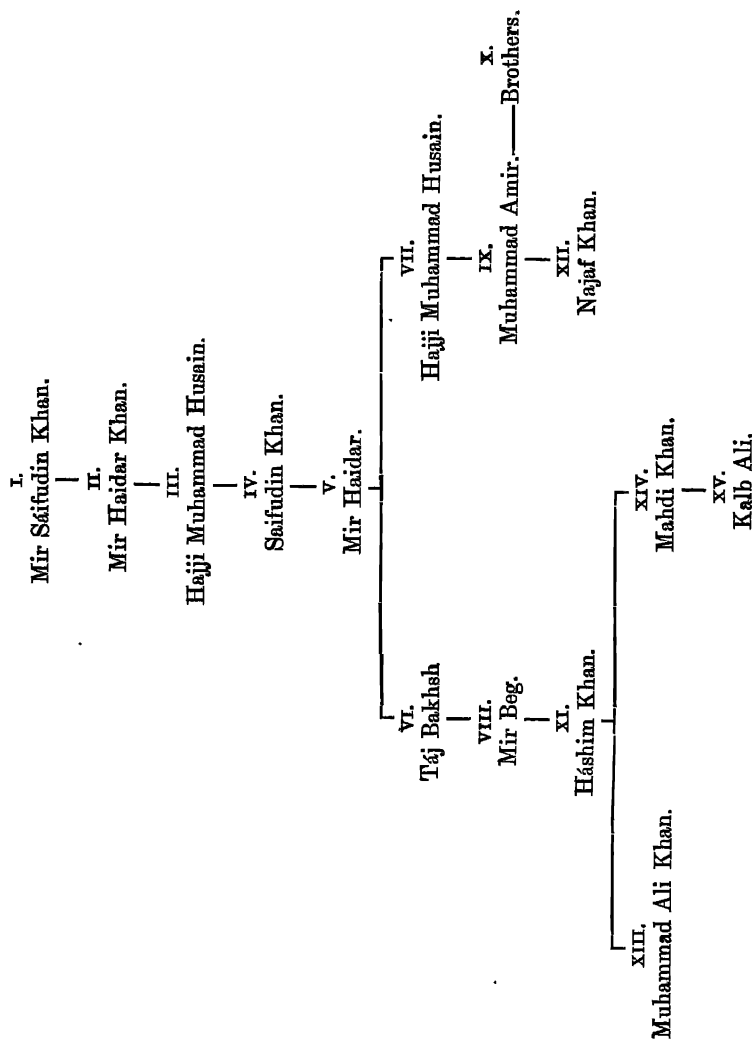 I.
Mir Sáifudin Khan.
II.
Mir Haidar Khan.
III.
Hajji Muhammad Husain.
IV.
Saifudin Khan.
V.
Mir Haidar.
VI.
Táj Bakhsh
VII.
Hajji Muhammad Husain.
VIII.
Mir Beg.
IX.
Muhammad Amir.
X.
Brothers.
XI.
Háshim Khan.
XII.
Najaf Khan.
XIII.
Muhammad Ali Khan.
XIV.
Mahdi Khan.
XV.
Kalb Ali.